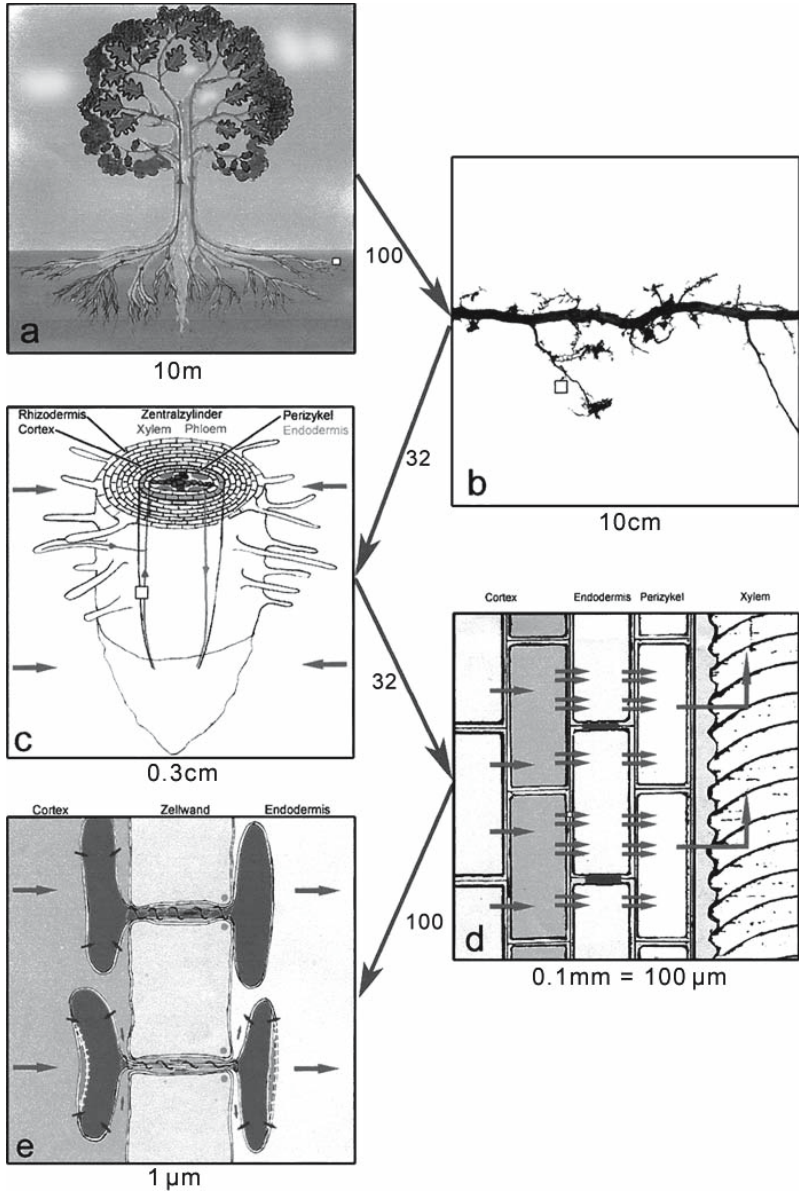 a
10m
100
b
10cm
32
Rhizodermis Zentralzylinder Perizykel
Cortex Xylem Phloem Endodermis
c
0.3cm
32
Cortex Endodermis Perizykel Xylem
d
0.1mm = 100 µm
100
Cortex Zellwand Endodermis
e
1 µm